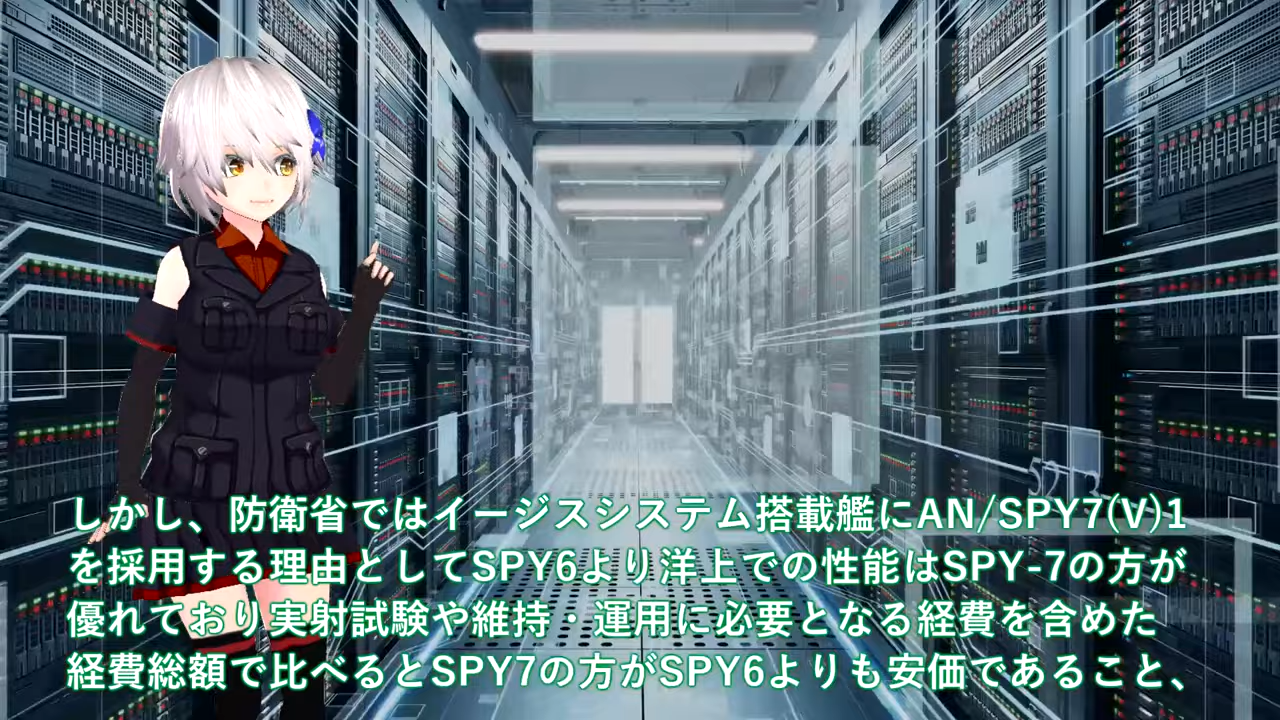 しかし、防衛省ではイージスシステム搭載艦にAN/SPY7(V)1
を採用する理由としてSPY6より洋上での性能はSPY-7の方が
優れており実射試験や維持・運用に必要となる経費を含めた
経費総額で比べるとSPY7の方がSPY6よりも安価であること、